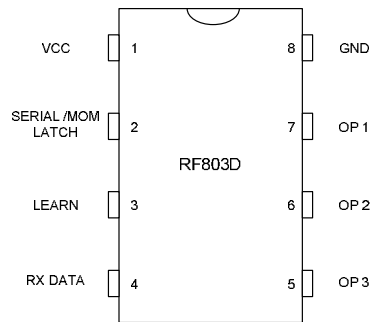 VCC 1 8 GND
SERIAL /MOM
LATCH 2 7 OP 1
RF803D
LEARN 3 6 OP 2
RX DATA 4 5 OP 3